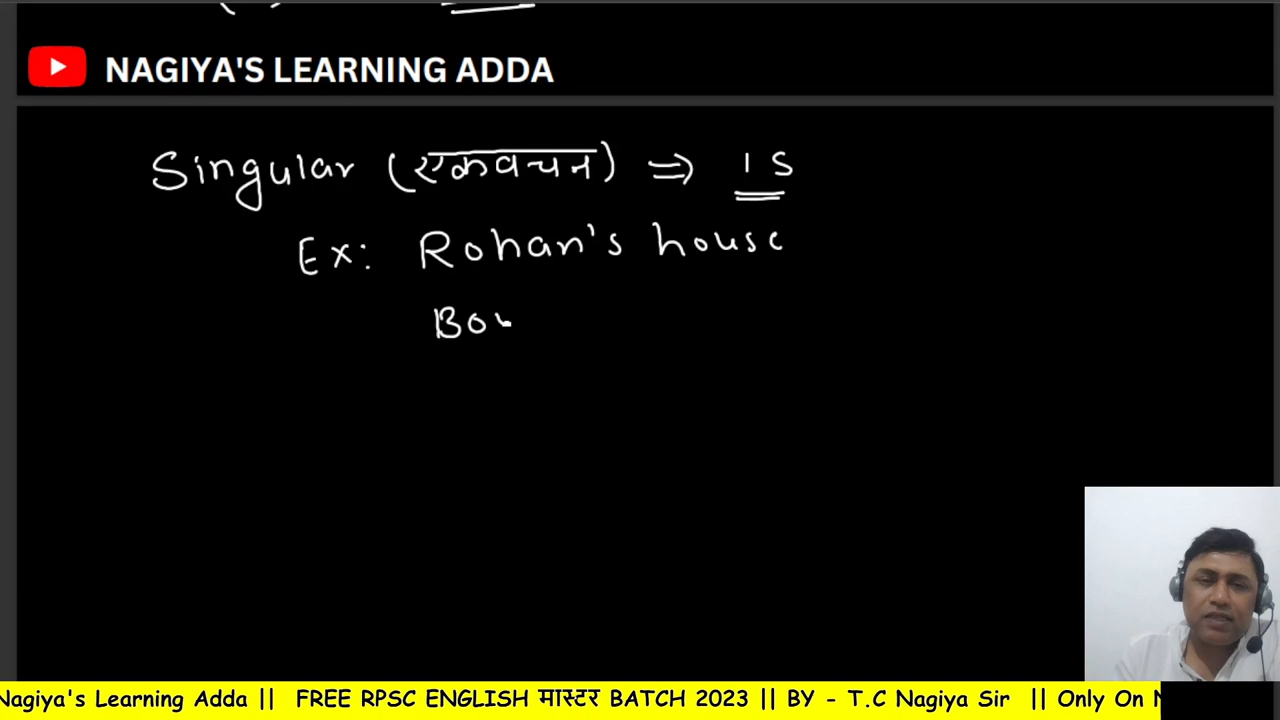 NAGIYA'S LEARNING ADDA
Singular (एकवचन) ⇒ 'S
Ex: Rohan's house
Bo
Nagiya's Learning Adda || FREE RPSC ENGLISH मास्टर BATCH 2023 || BY - T.C Nagiya Sir || Only On N